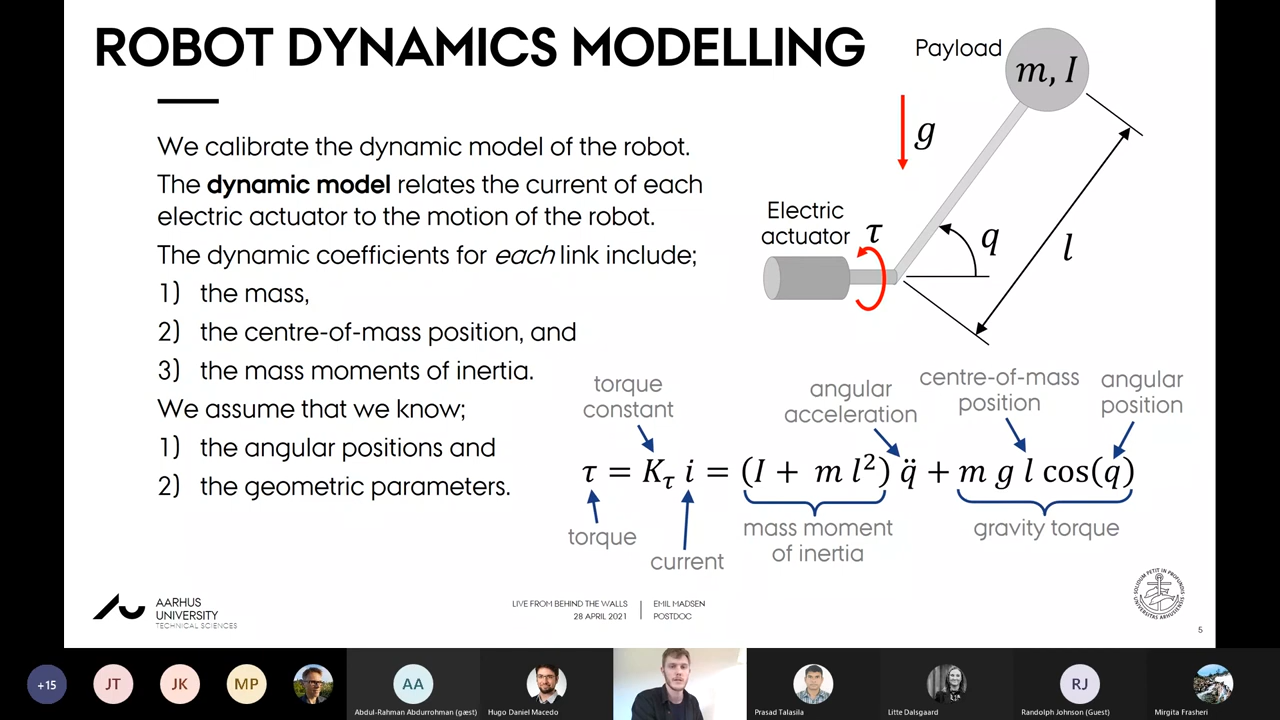 ROBOT DYNAMICS MODELLING
We calibrate the dynamic model of the robot.
The dynamic model relates the current of each
electric actuator to the motion of the robot.
The dynamic coefficients for each link include;
1) the mass,
2) the centre-of-mass position, and
3) the mass moments of inertia.
We assume that we know;
1) the angular positions and
2) the geometric parameters.
Payload
m, I
g
Electric
actuator
τ
q
l
torque
constant
angular
acceleration
centre-of-mass
position
angular
position
τ = K_τ i = (I + m l²) q̈ + m g l cos(q)
torque
current
mass moment
of inertia
gravity torque
AARHUS
UNIVERSITY
TECHNICAL SCIENCES
LIVE FROM BEHIND THE WALLS
28 APRIL 2021
EMIL MADSEN
POSTDOC
SOLIDUM PETIT IN PROFUNDIS
UNIVERSITAS ARHUSIENSIS
5
+15
JT
JK
MP
AA
Abdul-Rahman Abdurrohman (gæst)
Hugo Daniel Macedo
Prasad Talasila
Litte Dalsgaard
RJ
Randolph Johnson (Guest)
Mirgita Frasheri